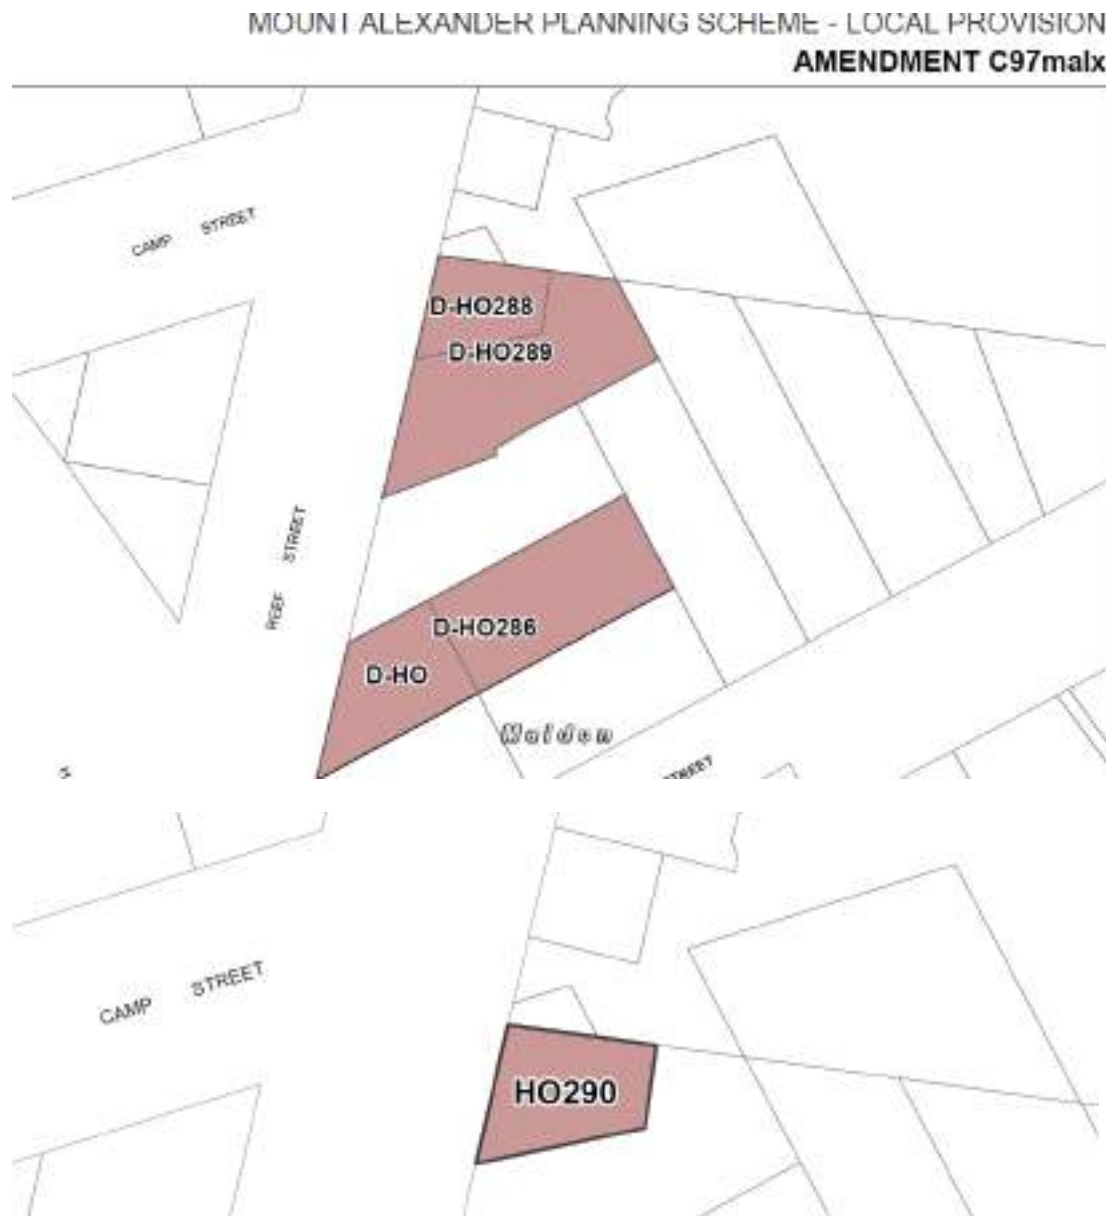 MOUNT ALEXANDER PLANNING SCHEME - LOCAL PROVISION
AMENDMENT C97malx
CAMP STREET
D-HO288
D-HO289
REEF STREET
D-HO286
D-HO
Maldon
STREET
CAMP STREET
HO290